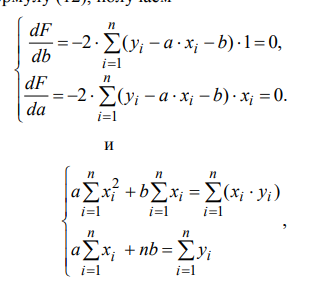 рмулу (12), получаем
dF/db = –2 · ∑_{i=1}^{n} (y_i – a · x_i – b) · 1 = 0,
dF/da = –2 · ∑_{i=1}^{n} (y_i – a · x_i – b) · x_i = 0.
и
a∑_{i=1}^{n} x_i^2 + b∑_{i=1}^{n} x_i = ∑_{i=1}^{n} (x_i · y_i)
a∑_{i=1}^{n} x_i + nb = ∑_{i=1}^{n} y_i ,